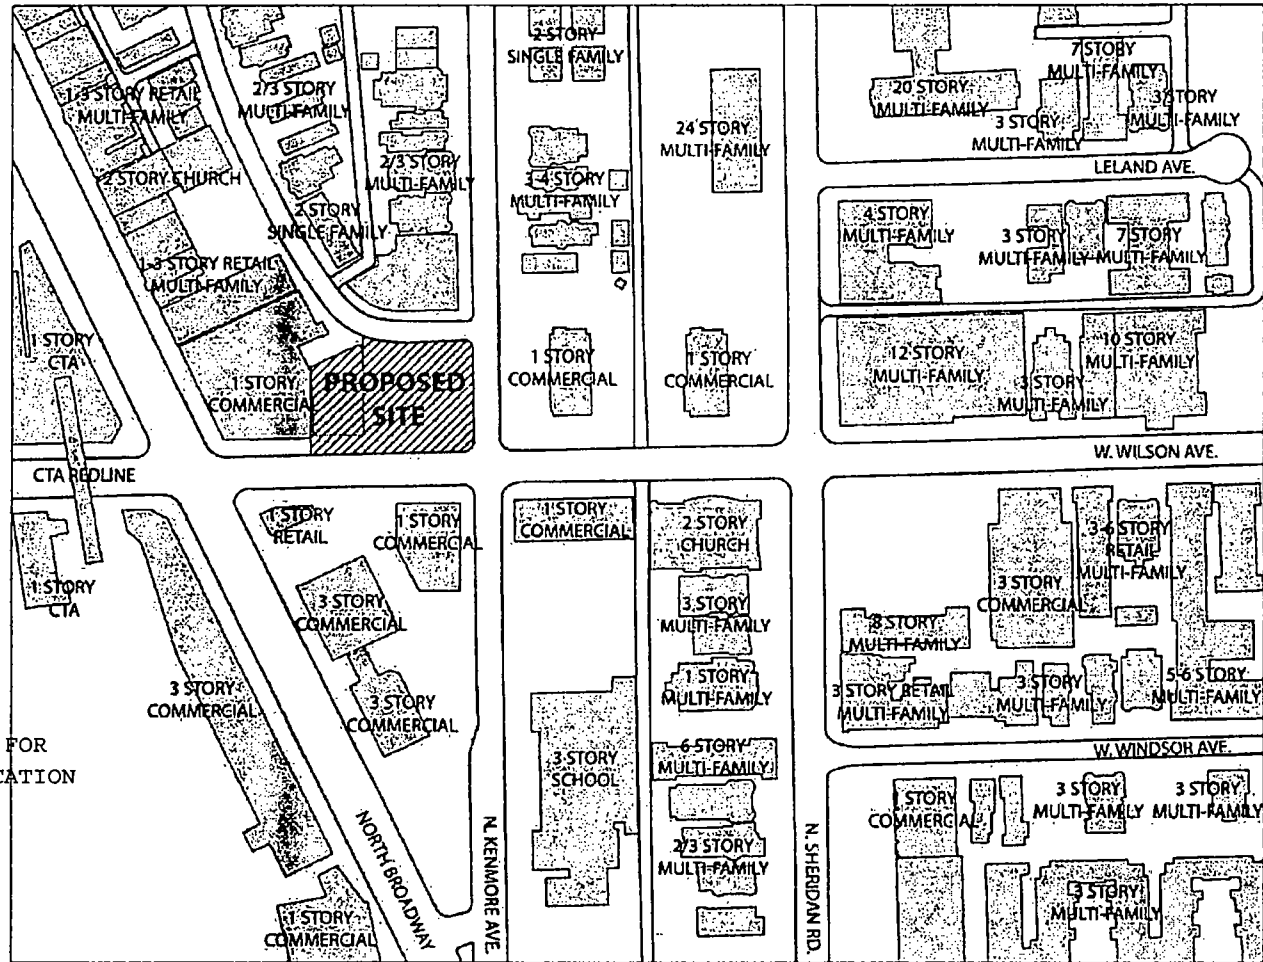 2 STORY
SINGLE FAMILY
7 STORY
MULTI-FAMILY
1-3 STORY RETAIL
MULTI-FAMILY
2/3 STORY
MULTI-FAMILY
20 STORY
MULTI-FAMILY
3 STORY
MULTI-FAMILY
24 STORY
MULTI-FAMILY
3 STORY
MULTI-FAMILY
2 STORY CHURCH
2/3 STORY
MULTI-FAMILY
3-4 STORY
MULTI-FAMILY
LELAND AVE.
2 STORY
SINGLE FAMILY
4 STORY
MULTI-FAMILY
3 STORY
MULTI-FAMILY
7 STORY
MULTI-FAMILY
1-3 STORY RETAIL
MULTI-FAMILY
1 STORY
CTA
1 STORY
COMMERCIAL
PROPOSED
SITE
1 STORY
COMMERCIAL
1 STORY
COMMERCIAL
12 STORY
MULTI-FAMILY
3 STORY
MULTI-FAMILY
10 STORY
MULTI-FAMILY
W. WILSON AVE.
CTA REDLINE
1 STORY
RETAIL
1 STORY
COMMERCIAL
1 STORY
COMMERCIAL
2 STORY
CHURCH
3-6 STORY
RETAIL
MULTI-FAMILY
1 STORY
CTA
3 STORY
COMMERCIAL
3 STORY
MULTI-FAMILY
3 STORY
COMMERCIAL
8 STORY
MULTI-FAMILY
3 STORY
COMMERCIAL
3 STORY
COMMERCIAL
1 STORY
MULTI-FAMILY
3 STORY RETAIL
MULTI-FAMILY
3 STORY
MULTI-FAMILY
5-6 STORY
MULTI-FAMILY
FOR
3 STORY
SCHOOL
6 STORY
MULTI-FAMILY
W. WINDSOR AVE.
STORY
COMMERCIAL
3 STORY
MULTI-FAMILY
3 STORY
MULTI-FAMILY
2/3 STORY
MULTI-FAMILY
NORTH BROADWAY
N. KENMORE AVE.
N. SHERIDAN RD.
3 STORY
MULTI-FAMILY
1 STORY
COMMERCIAL